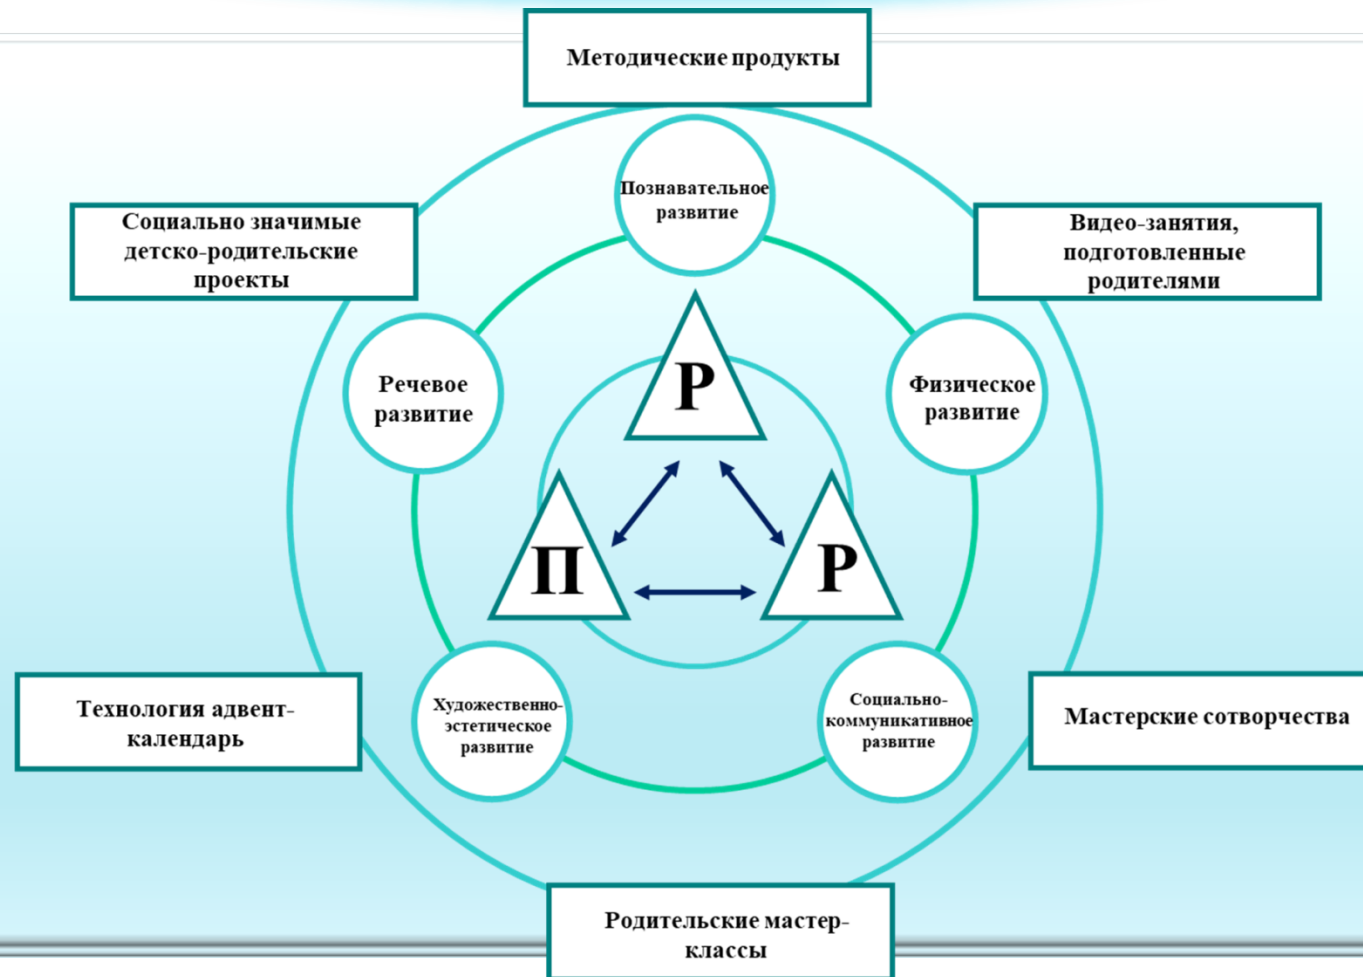 Методические продукты
Познавательное
развитие
Социально значимые
детско-родительские
проекты
Видео-занятия,
подготовленные
родителями
Речевое
развитие
Р
Физическое
развитие
П
Р
Технология адвент-
календарь
Художественно-
эстетическое
развитие
Социально-
коммуникативное
развитие
Мастерские сотворчества
Родительские мастер-
классы